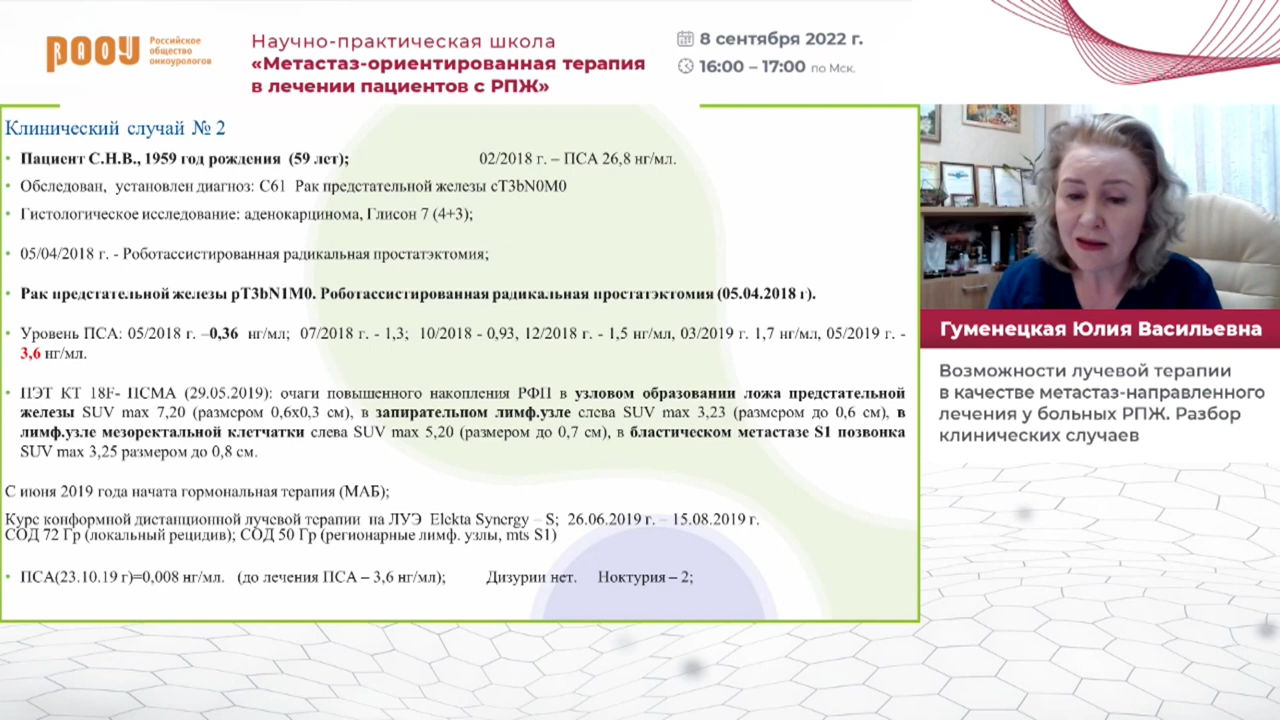 RAOU
Российское
общество
онкоурологов
Научно-практическая школа
«Метастаз-ориентированная терапия
в лечении пациентов с РПЖ»
8 сентября 2022 г.
16:00 – 17:00 по Мск.
Клинический случай № 2
• Пациент С.Н.В., 1959 год рождения (59 лет); 02/2018 г. – ПСА 26,8 нг/мл.
• Обследован, установлен диагноз: С61 Рак предстательной железы cT3bN0M0
• Гистологическое исследование: аденокарцинома, Глисон 7 (4+3);
• 05/04/2018 г. - Роботассистированная радикальная простатэктомия;
• Рак предстательной железы pT3bN1M0. Роботассистированная радикальная простатэктомия (05.04.2018 г).
• Уровень ПСА: 05/2018 г. –0,36 нг/мл; 07/2018 г. - 1,3; 10/2018 - 0,93, 12/2018 г. - 1,5 нг/мл, 03/2019 г. 1,7 нг/мл, 05/2019 г. -
3,6 нг/мл.
• ПЭТ КТ 18F- ПСМА (29.05.2019): очаги повышенного накопления РФП в узловом образовании ложа предстательной
железы SUV max 7,20 (размером 0,6х0,3 см), в запирательном лимф.узле слева SUV max 3,23 (размером до 0,6 см), в
лимф.узле мезоректальной клетчатки слева SUV max 5,20 (размером до 0,7 см), в бластическом метастазе S1 позвонка
SUV max 3,25 размером до 0,8 см.
С июня 2019 года начата гормональная терапия (МАБ);
Курс конформной дистанционной лучевой терапии на ЛУЭ Elekta Synergy – S; 26.06.2019 г. – 15.08.2019 г.
СОД 72 Гр (локальный рецидив); СОД 50 Гр (регионарные лимф. узлы, mts S1)
• ПСА(23.10.19 г)=0,008 нг/мл. (до лечения ПСА – 3,6 нг/мл); Дизурии нет. Ноктурия – 2;
Гуменецкая Юлия Васильевна
Возможности лучевой терапии
в качестве метастаз-направленного
лечения у больных РПЖ. Разбор
клинических случаев